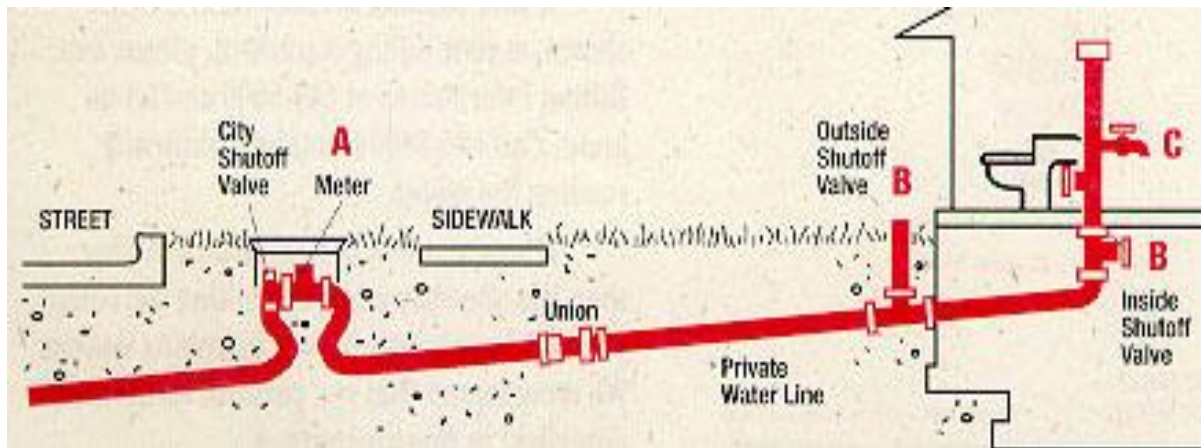 City
Shutoff
Valve
A
Meter
Outside
Shutoff
Valve
B
C
STREET
SIDEWALK
B
Inside
Shutoff
Valve
Union
Private
Water Line